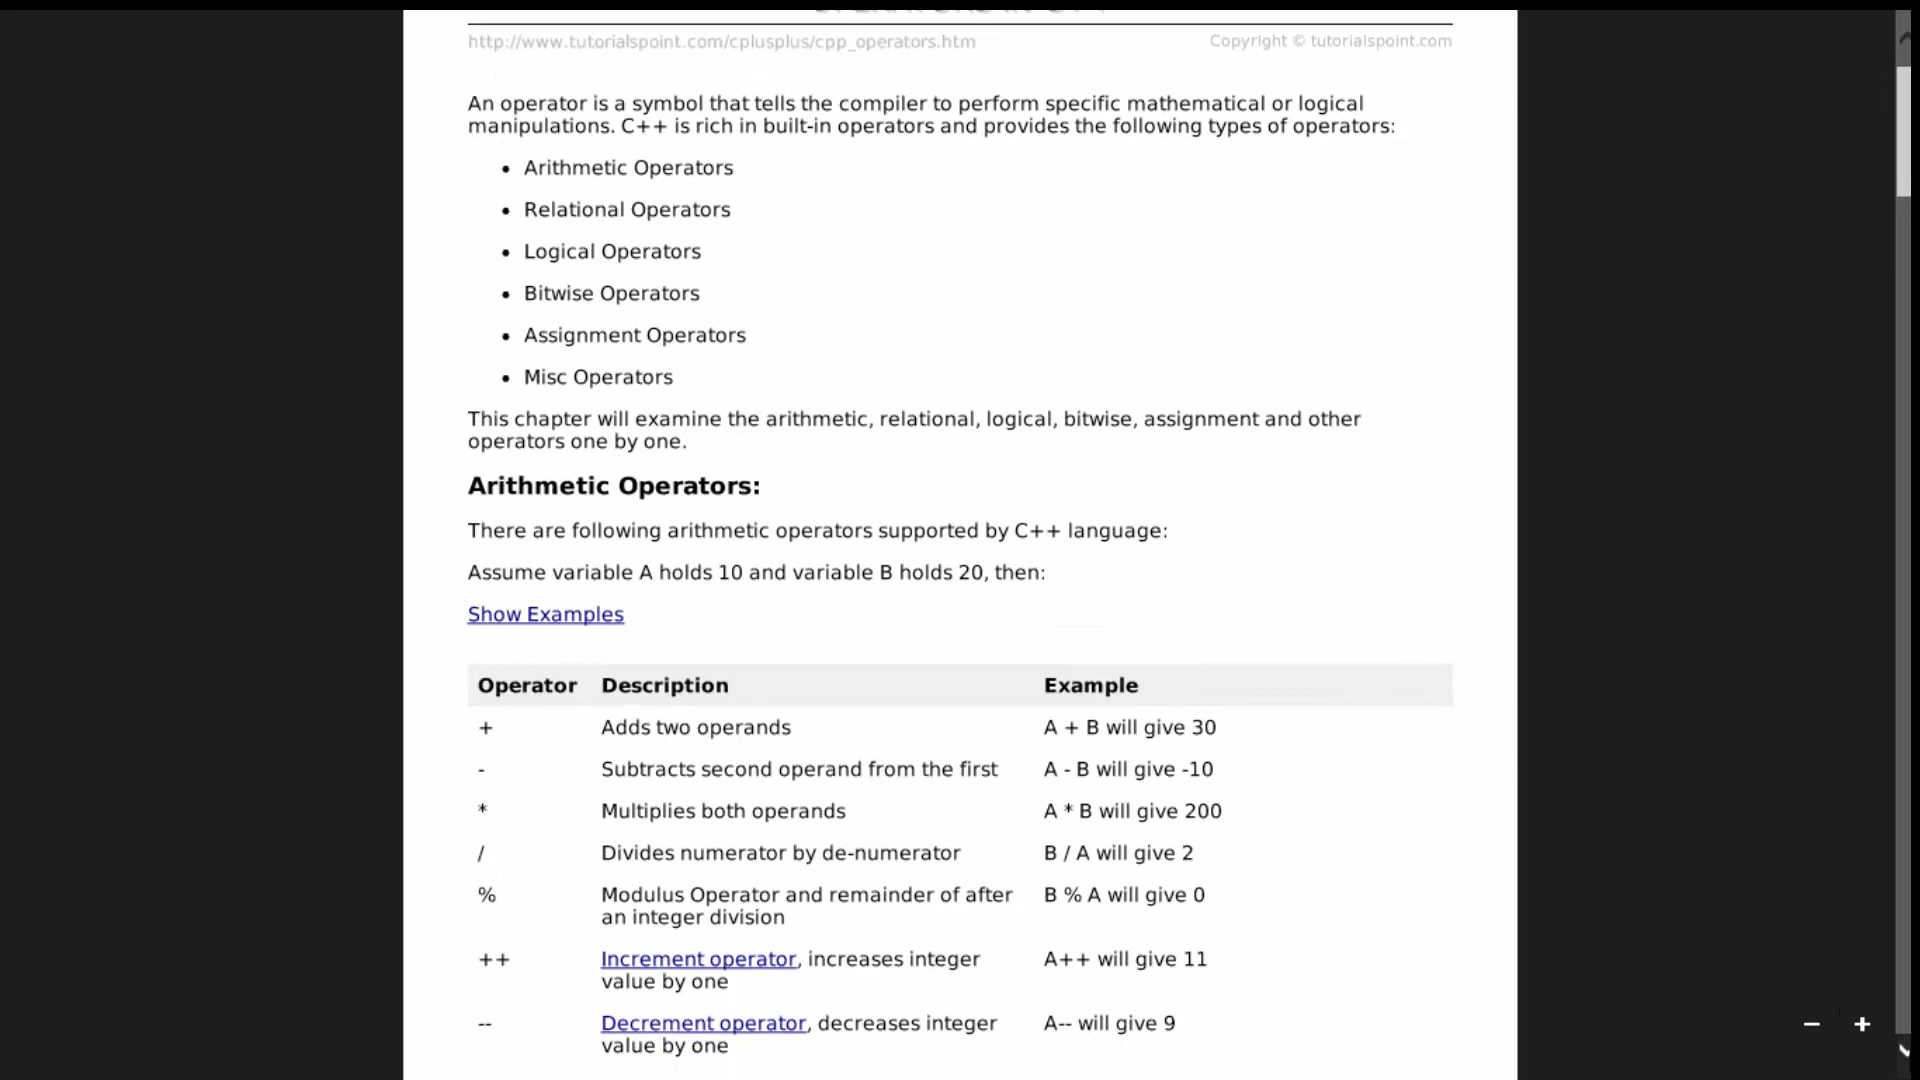 http://www.tutorialspoint.com/cplusplus/cpp_operators.htm Copyright © tutorialspoint.com
An operator is a symbol that tells the compiler to perform specific mathematical or logical
manipulations. C++ is rich in built-in operators and provides the following types of operators:
• Arithmetic Operators
• Relational Operators
• Logical Operators
• Bitwise Operators
• Assignment Operators
• Misc Operators
This chapter will examine the arithmetic, relational, logical, bitwise, assignment and other
operators one by one.
Arithmetic Operators:
There are following arithmetic operators supported by C++ language:
Assume variable A holds 10 and variable B holds 20, then:
Show Examples
Operator Description Example
+ Adds two operands A + B will give 30
- Subtracts second operand from the first A - B will give -10
* Multiplies both operands A * B will give 200
/ Divides numerator by de-numerator B / A will give 2
% Modulus Operator and remainder of after B % A will give 0
an integer division
++ Increment operator, increases integer A++ will give 11
value by one
-- Decrement operator, decreases integer A-- will give 9
value by one